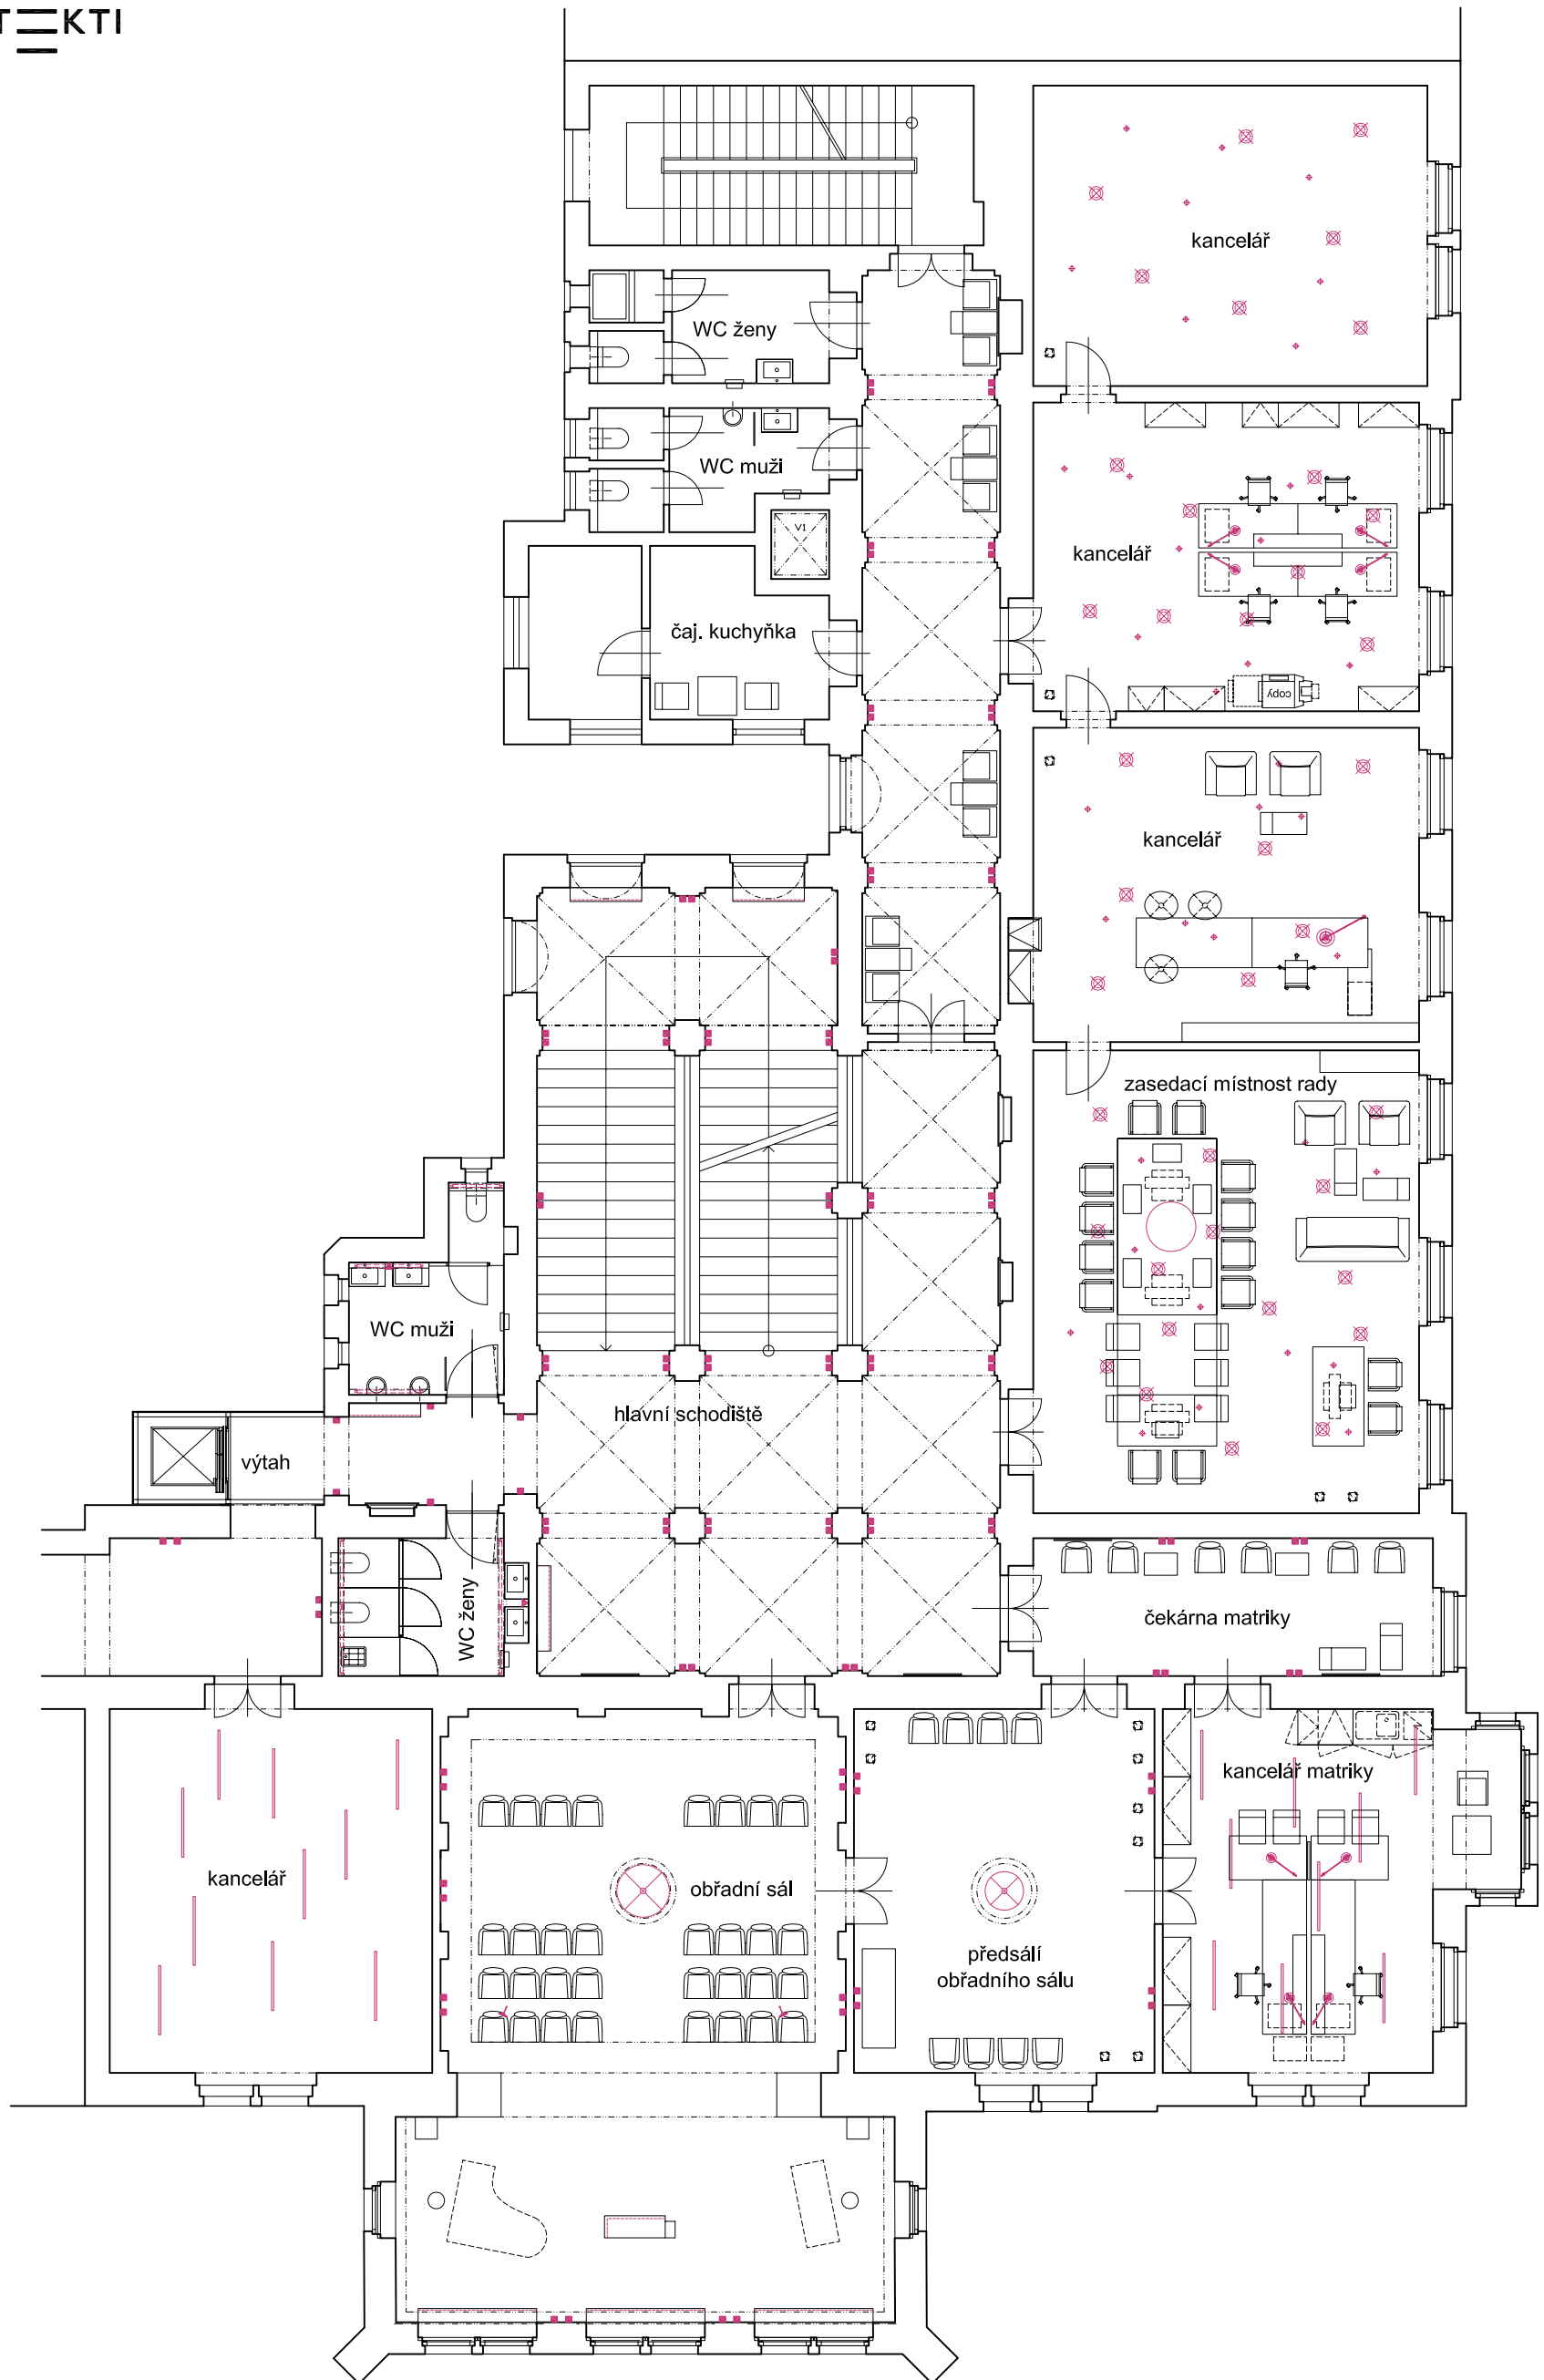 TEKTI
kancelář
WC ženy
WC muži
V1
kancelář
čaj. kuchyňka
copy
kancelář
zasedací místnost rady
WC muži
hlavní schodiště
výtah
WC ženy
čekárna matriky
kancelář matriky
kancelář
obřadní sál
předsálí
obřadního sálu